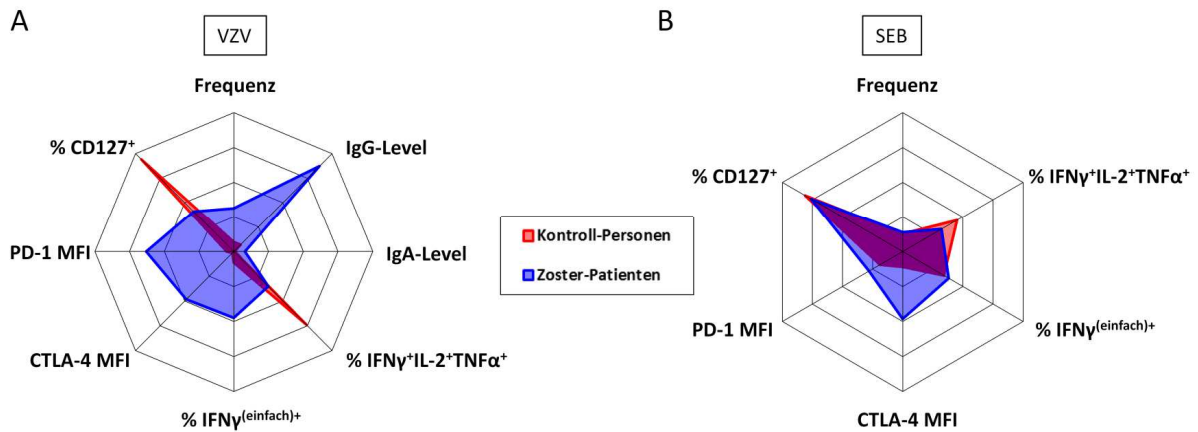 A
VZV
Frequenz
% CD127⁺
IgG-Level
PD-1 MFI
IgA-Level
CTLA-4 MFI
% IFNγ⁺IL-2⁺TNFα⁺
% IFNγ⁽ᵉⁱⁿᶠᵃᶜʰ⁾⁺
Kontroll-Personen
Zoster-Patienten
B
SEB
Frequenz
% CD127⁺
% IFNγ⁺IL-2⁺TNFα⁺
PD-1 MFI
% IFNγ⁽ᵉⁱⁿᶠᵃᶜʰ⁾⁺
CTLA-4 MFI